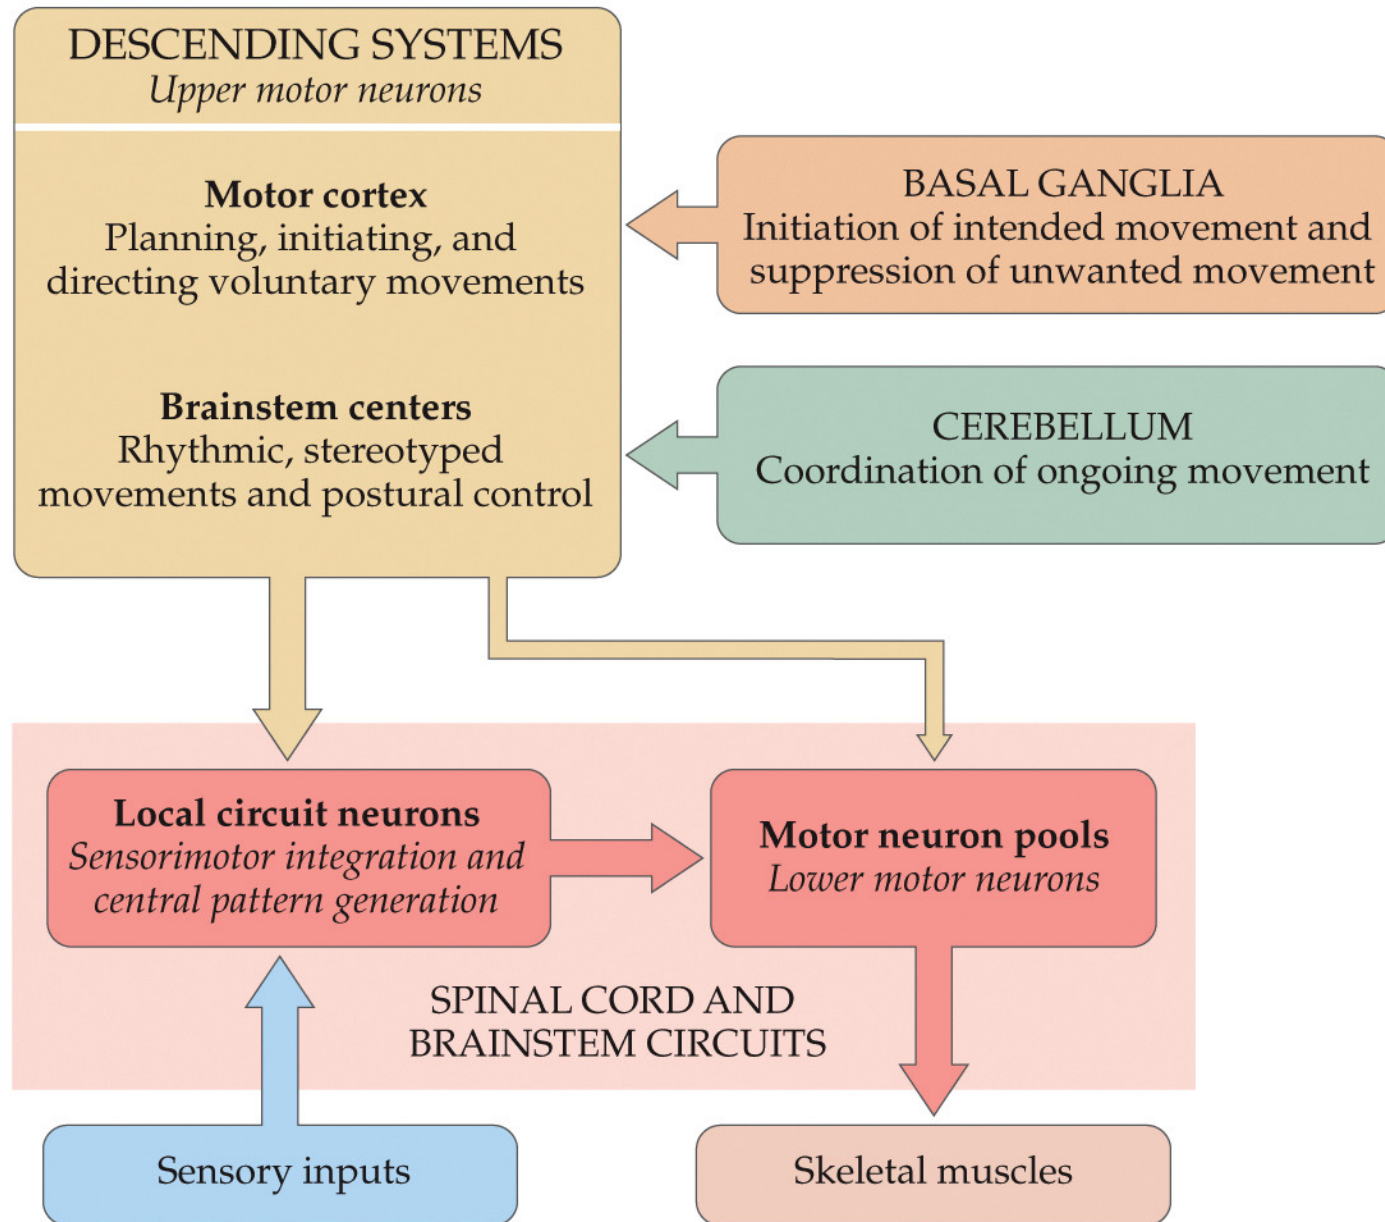 DESCENDING SYSTEMS
Upper motor neurons
Motor cortex
Planning, initiating, and
directing voluntary movements
Brainstem centers
Rhythmic, stereotyped
movements and postural control
BASAL GANGLIA
Initiation of intended movement and
suppression of unwanted movement
CEREBELLUM
Coordination of ongoing movement
Local circuit neurons
Sensorimotor integration and
central pattern generation
Motor neuron pools
Lower motor neurons
SPINAL CORD AND
BRAINSTEM CIRCUITS
Sensory inputs
Skeletal muscles